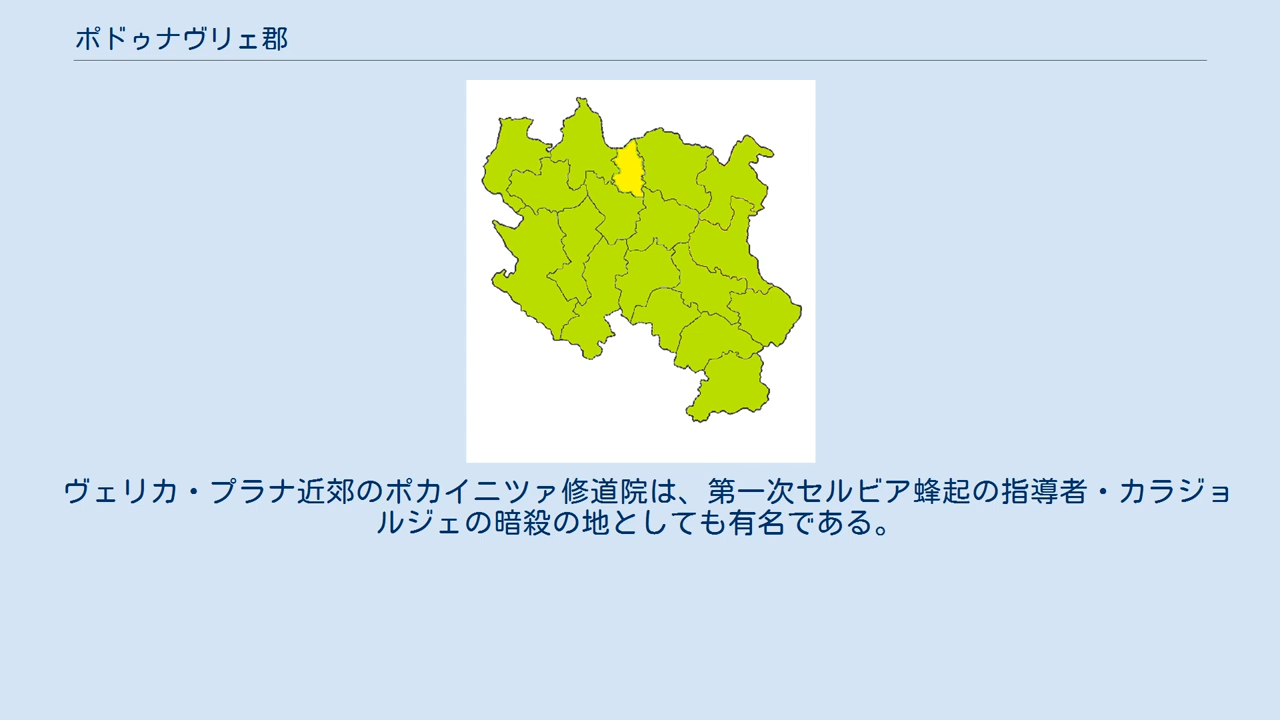 ポドゥナヴリェ郡
ヴェリカ・プラナ近郊のポカイニツァ修道院は、第一次セルビア蜂起の指導者・カラジョ
ルジェの暗殺の地としても有名である。